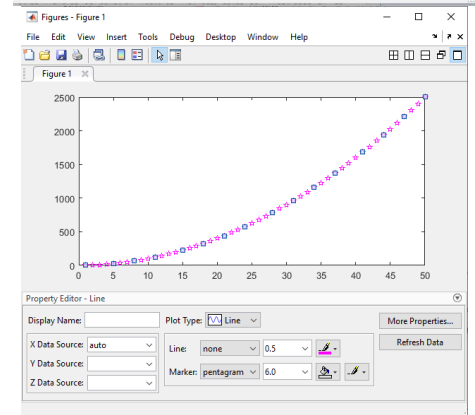 Figures - Figure 1
File Edit View Insert Tools Debug Desktop Window Help
Figure 1
2500
2000
1500
1000
500
0
0 5 10 15 20 25 30 35 40 45 50
Property Editor - Line
Display Name: Plot Type: Line More Properties...
X Data Source: auto Line: none 0.5 Refresh Data
Y Data Source:
Marker: pentagram 6.0
Z Data Source: